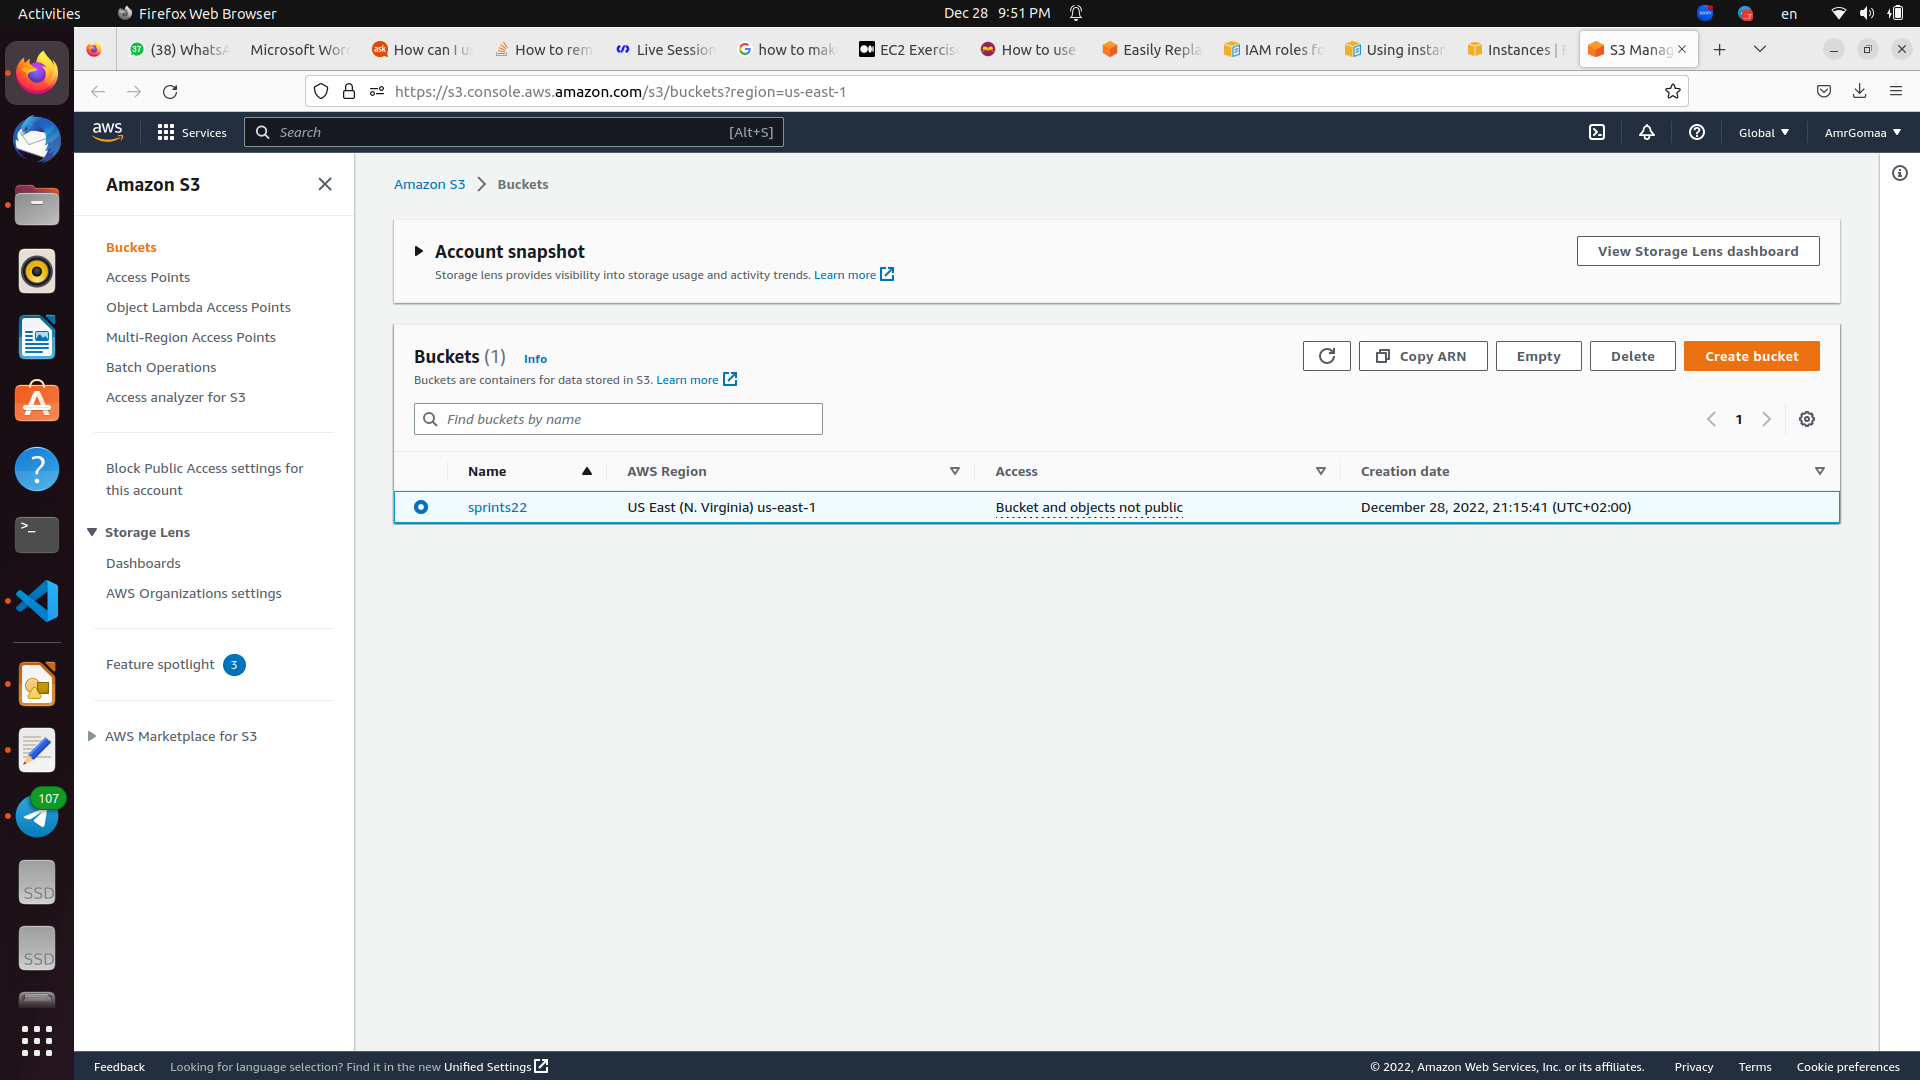 Activities
Firefox Web Browser
Dec 28 9:51 PM
en
(38) WhatsA
Microsoft Wor
How can I u
How to rem
Live Session
how to mak
EC2 Exercis
How to use
Easily Repla
IAM roles fo
Using instan
Instances | E
S3 Manag
https://s3.console.aws.amazon.com/s3/buckets?region=us-east-1
aws
Services
Search
[Alt+S]
Global
AmrGomaa
Amazon S3
Buckets
Access Points
Object Lambda Access Points
Multi-Region Access Points
Batch Operations
Access analyzer for S3
Block Public Access settings for
this account
Storage Lens
Dashboards
AWS Organizations settings
Feature spotlight 3
AWS Marketplace for S3
Amazon S3 Buckets
Account snapshot
Storage lens provides visibility into storage usage and activity trends. Learn more
View Storage Lens dashboard
Buckets (1) Info
Buckets are containers for data stored in S3. Learn more
Copy ARN
Empty
Delete
Create bucket
Find buckets by name
1
Name AWS Region Access Creation date
sprints22 US East (N. Virginia) us-east-1 Bucket and objects not public December 28, 2022, 21:15:41 (UTC+02:00)
107
SSD
SSD
Feedback
Looking for language selection? Find it in the new Unified Settings
© 2022, Amazon Web Services, Inc. or its affiliates.
Privacy
Terms
Cookie preferences